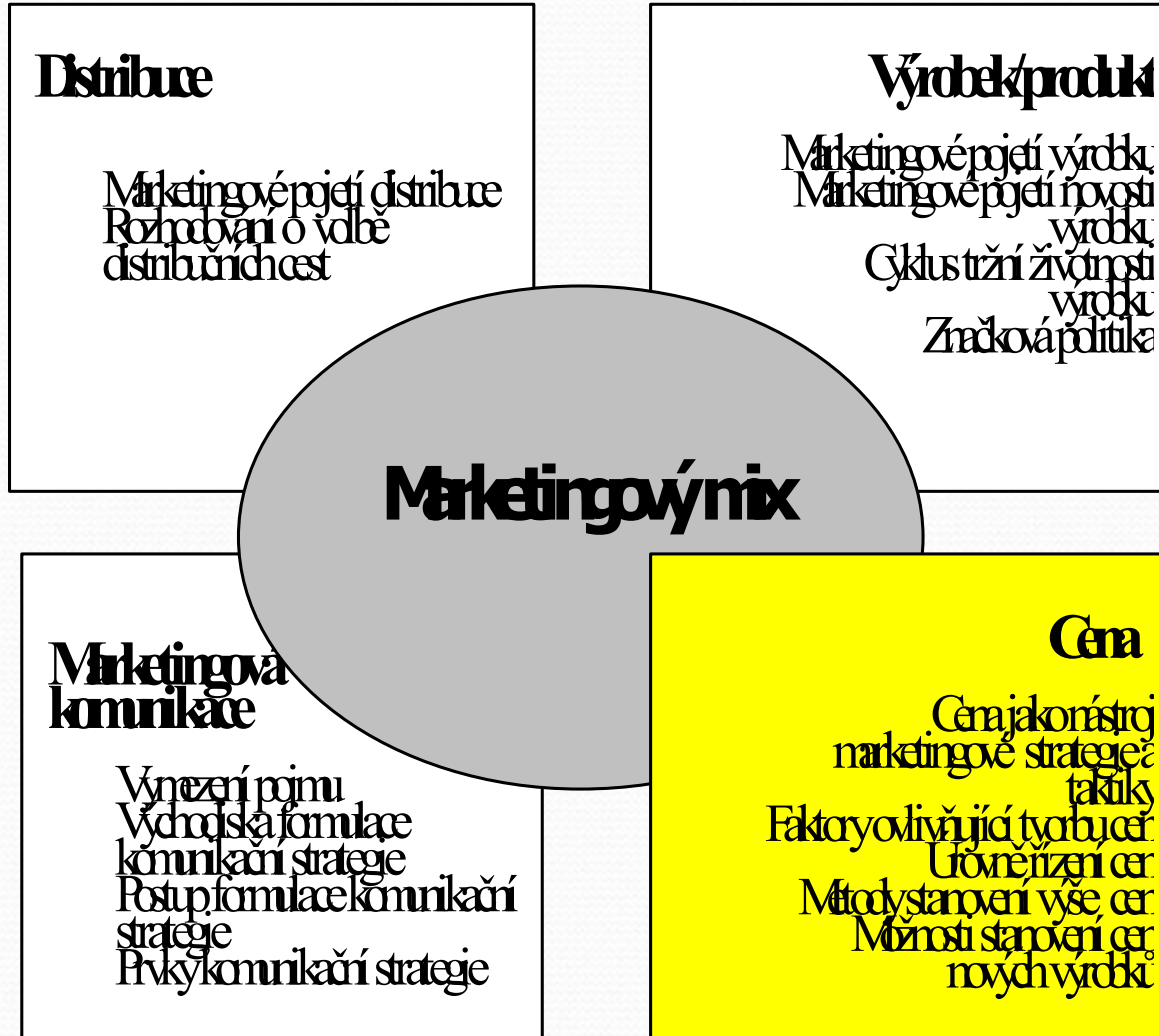 Distribuce
Marketingové pojetí distribuce
Rozhodování o volbě
distribučních cest
Výrobek/produkt
Marketingové pojetí výrobku
Marketingové pojetí novosti
výrobku
Cyklus tržní životnosti
výrobku
Značková politika
Marketingový mix
Marketingová
komunikace
Vymezení pojmu
Východiska formulace
komunikační strategie
Postup formulace komunikační
strategie
Prvky komunikační strategie
Cena
Cena jako nástroj
marketingové strategie a
taktiky
Faktory ovlivňující tvorbu cen
Úrovně řízení cen
Metody stanovení výše cen
Možnosti stanovení cen
nových výrobků